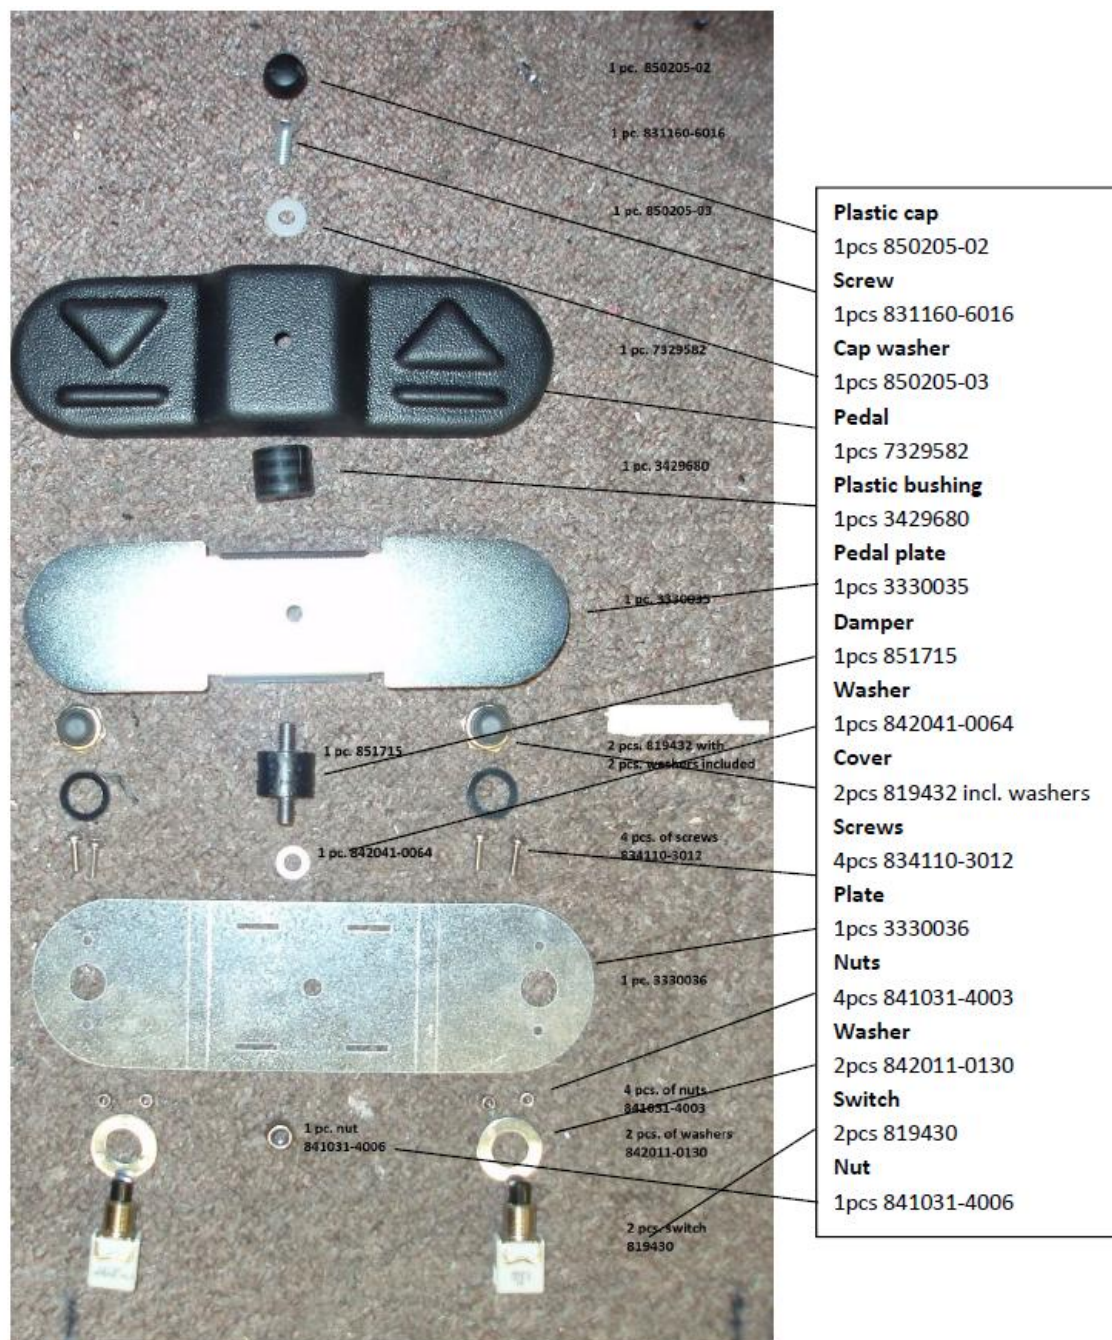 1 pc. 850205-02
1 pc. 831160-6016
1 pc. 850205-03
1 pc. 7329582
1 pc. 3429680
1 pc. 3330035
1 pc. 851715
2 pcs. 819432 with
2 pcs. washers included
1 pc. 842041-0064
4 pcs. of screws
834110-3012
1 pc. 3330036
4 pcs. of nuts
841031-4003
1 pc. nut
841031-4006
2 pcs. of washers
842011-0130
2 pcs. switch
819430
Plastic cap
1pcs 850205-02
Screw
1pcs 831160-6016
Cap washer
1pcs 850205-03
Pedal
1pcs 7329582
Plastic bushing
1pcs 3429680
Pedal plate
1pcs 3330035
Damper
1pcs 851715
Washer
1pcs 842041-0064
Cover
2pcs 819432 incl. washers
Screws
4pcs 834110-3012
Plate
1pcs 3330036
Nuts
4pcs 841031-4003
Washer
2pcs 842011-0130
Switch
2pcs 819430
Nut
1pcs 841031-4006